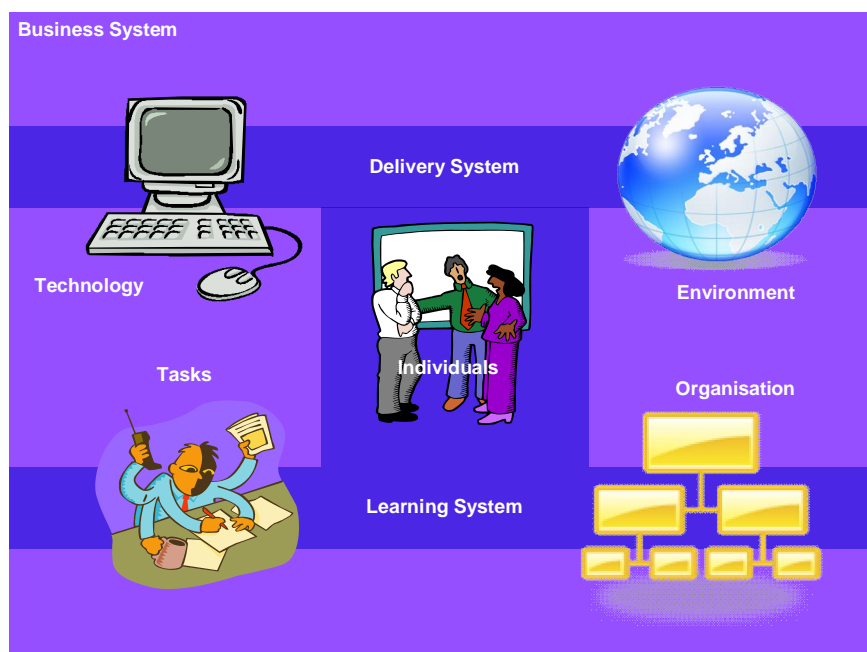 Business System
Delivery System
Technology
Environment
Individuals
Tasks
Organisation
Learning System